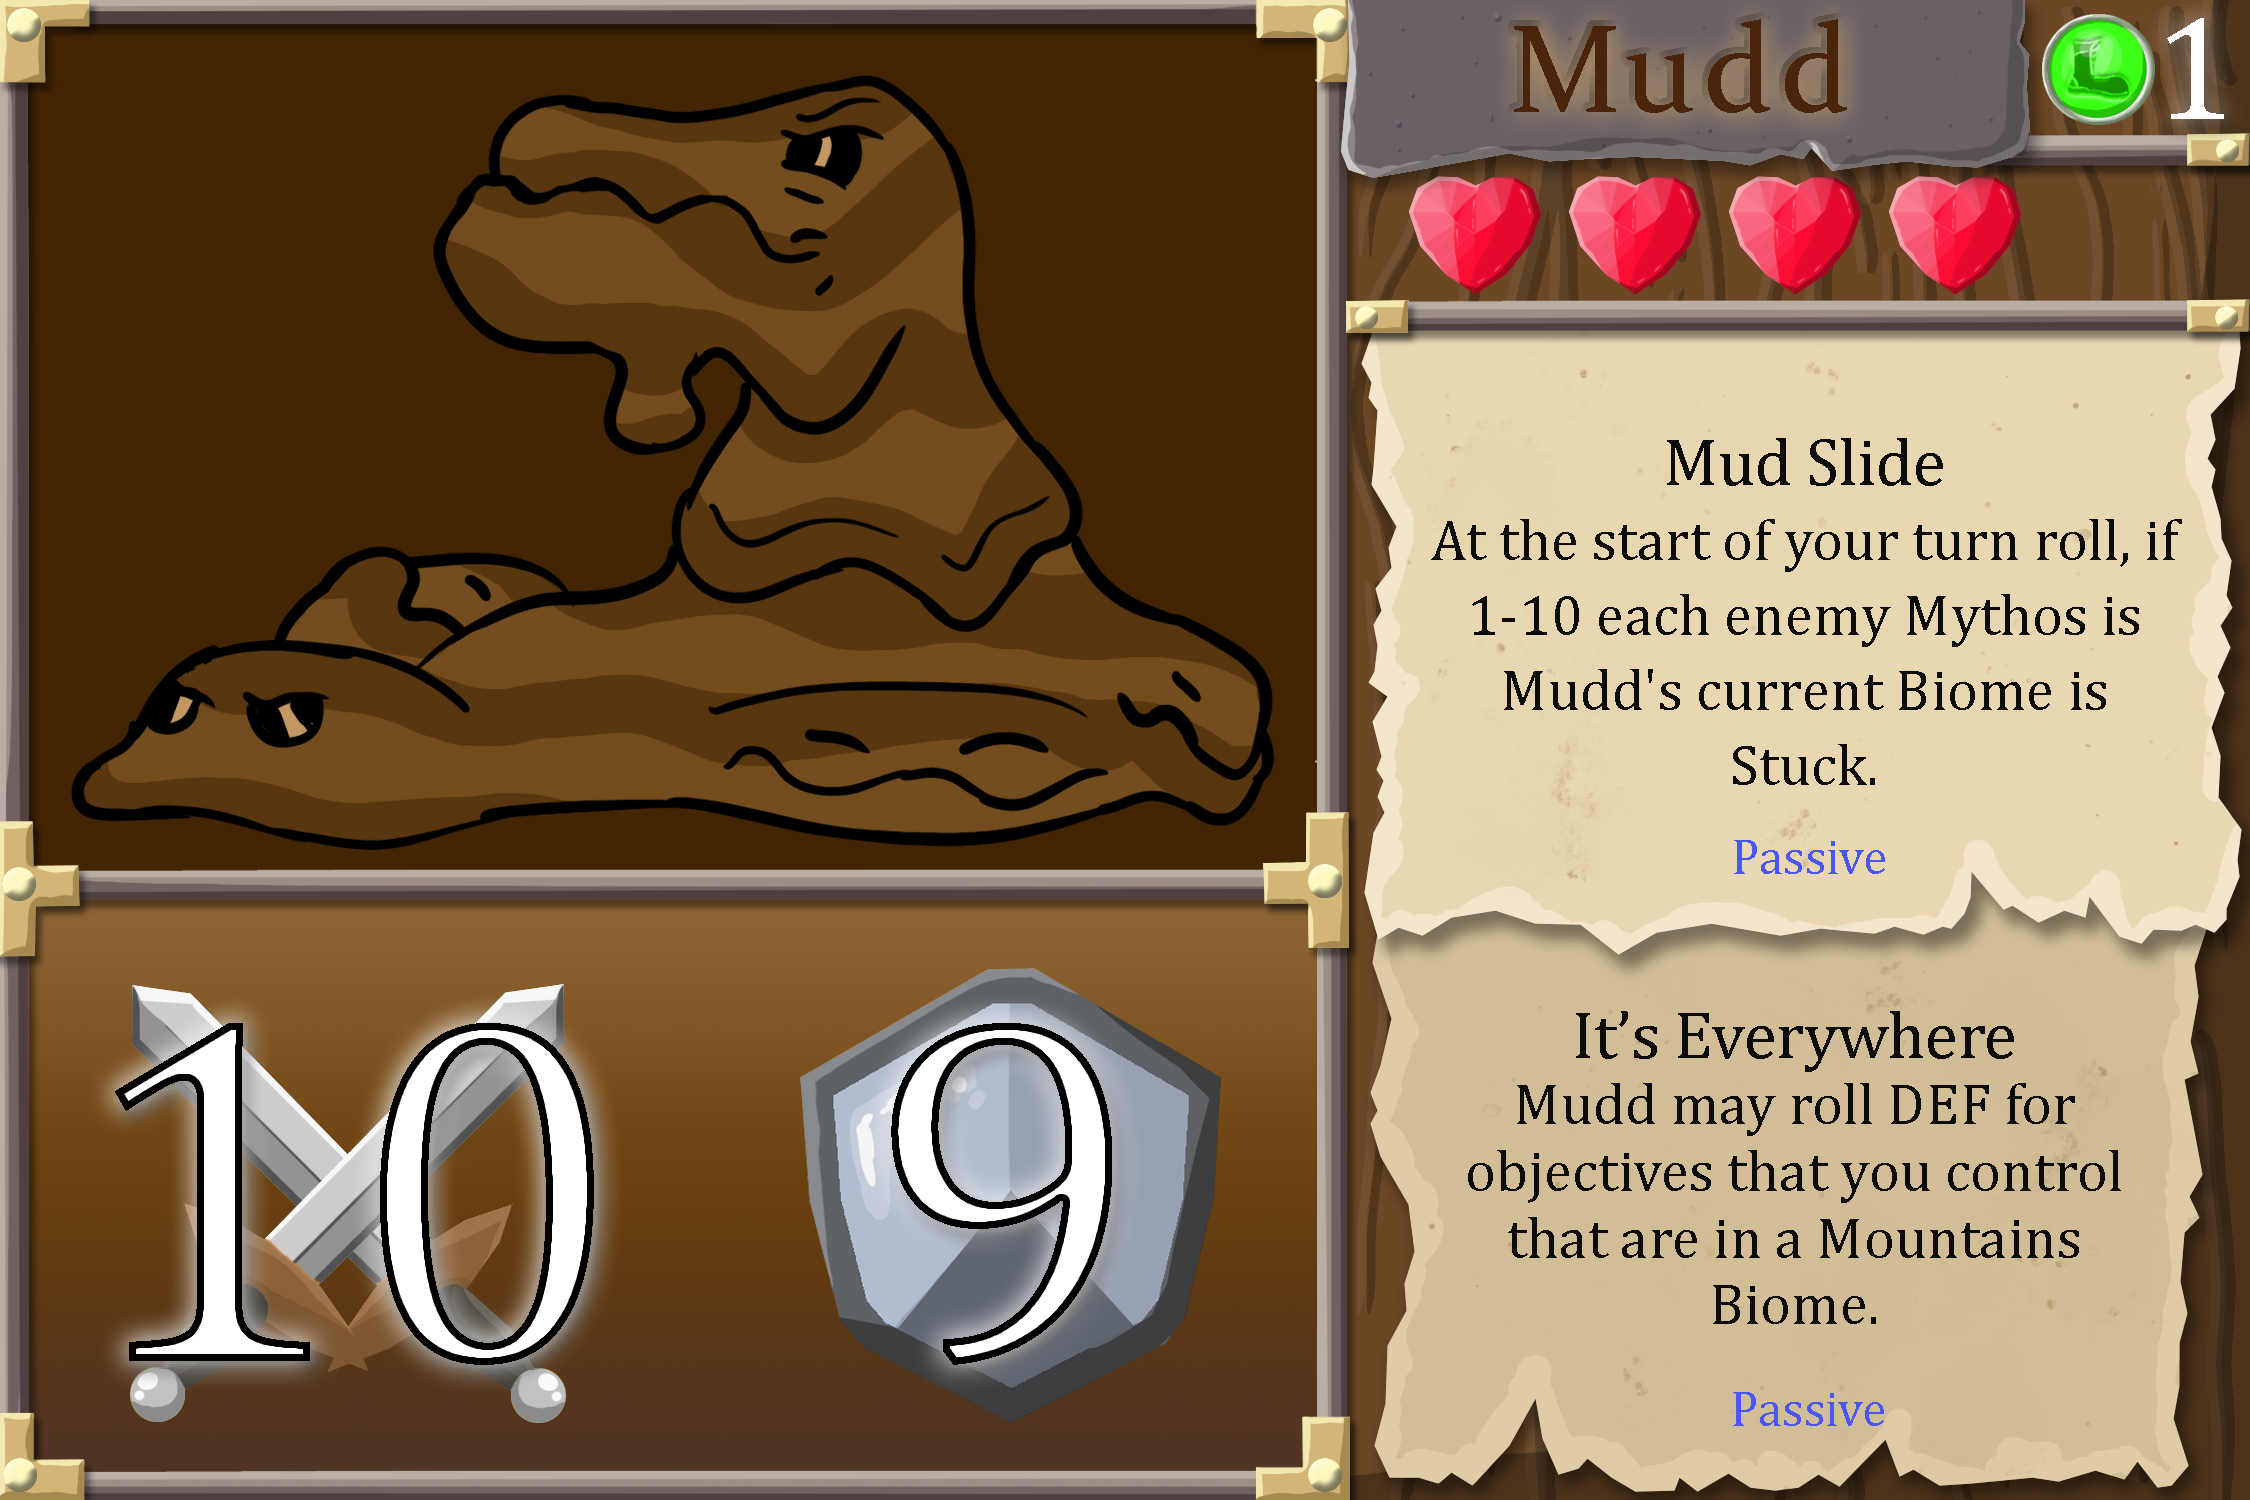 Mudd
1
Mud Slide
At the start of your turn roll, if
1-10 each enemy Mythos is
Mudd's current Biome is
Stuck.
Passive
It’s Everywhere
Mudd may roll DEF for
objectives that you control
that are in a Mountains
Biome.
Passive
10
9